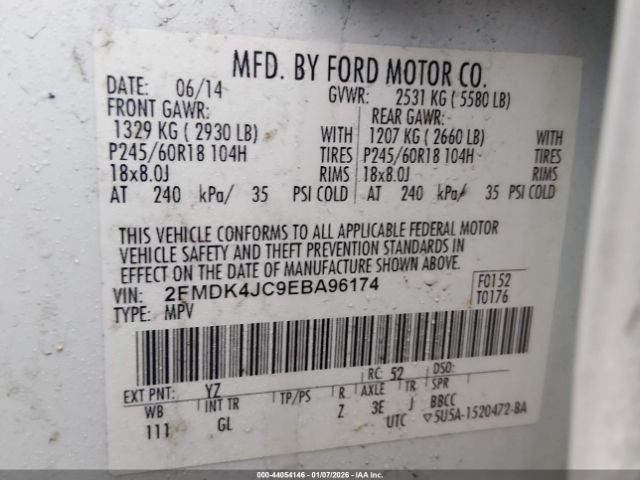 MFD. BY FORD MOTOR CO.
DATE: 06/14 GVWR: 2531 KG ( 5580 LB)
FRONT GAWR: REAR GAWR:
1329 KG ( 2930 LB) WITH 1207 KG ( 2660 LB) WITH
P245/60R18 104H TIRES P245/60R18 104H TIRES
18x8.0J RIMS 18x8.0J RIMS
AT 240 kPa/ 35 PSI COLD AT 240 kPa/ 35 PSI COLD
THIS VEHICLE CONFORMS TO ALL APPLICABLE FEDERAL MOTOR
VEHICLE SAFETY AND THEFT PREVENTION STANDARDS IN
EFFECT ON THE DATE OF MANUFACTURE SHOWN ABOVE.
VIN: 2FMDK4JC9EBA96174 F0152
TYPE: MPV T0176
RC: 52 DSO:
EXT PNT: YZ
WB INT TR TP/PS R AXLE TR SPR
111 GL Z 3E J BBCC
UTC ▽5U5A-1520472-BA
000-44054146 - 01/07/2026 - IAA Inc.